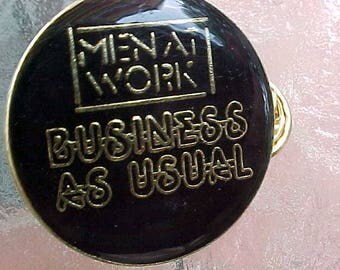 MEN AT
WORK
BUSINESS
AS USUAL